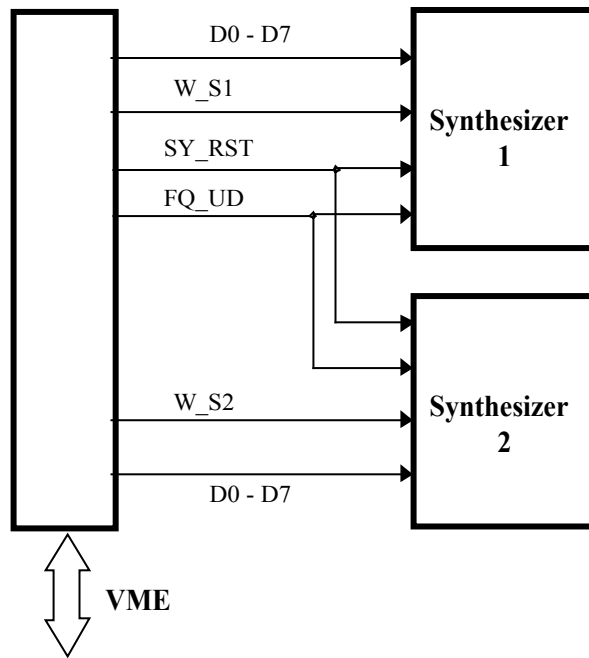 D0 - D7
W_S1
SY_RST
FQ_UD
Synthesizer
1
W_S2
D0 - D7
Synthesizer
2
VME